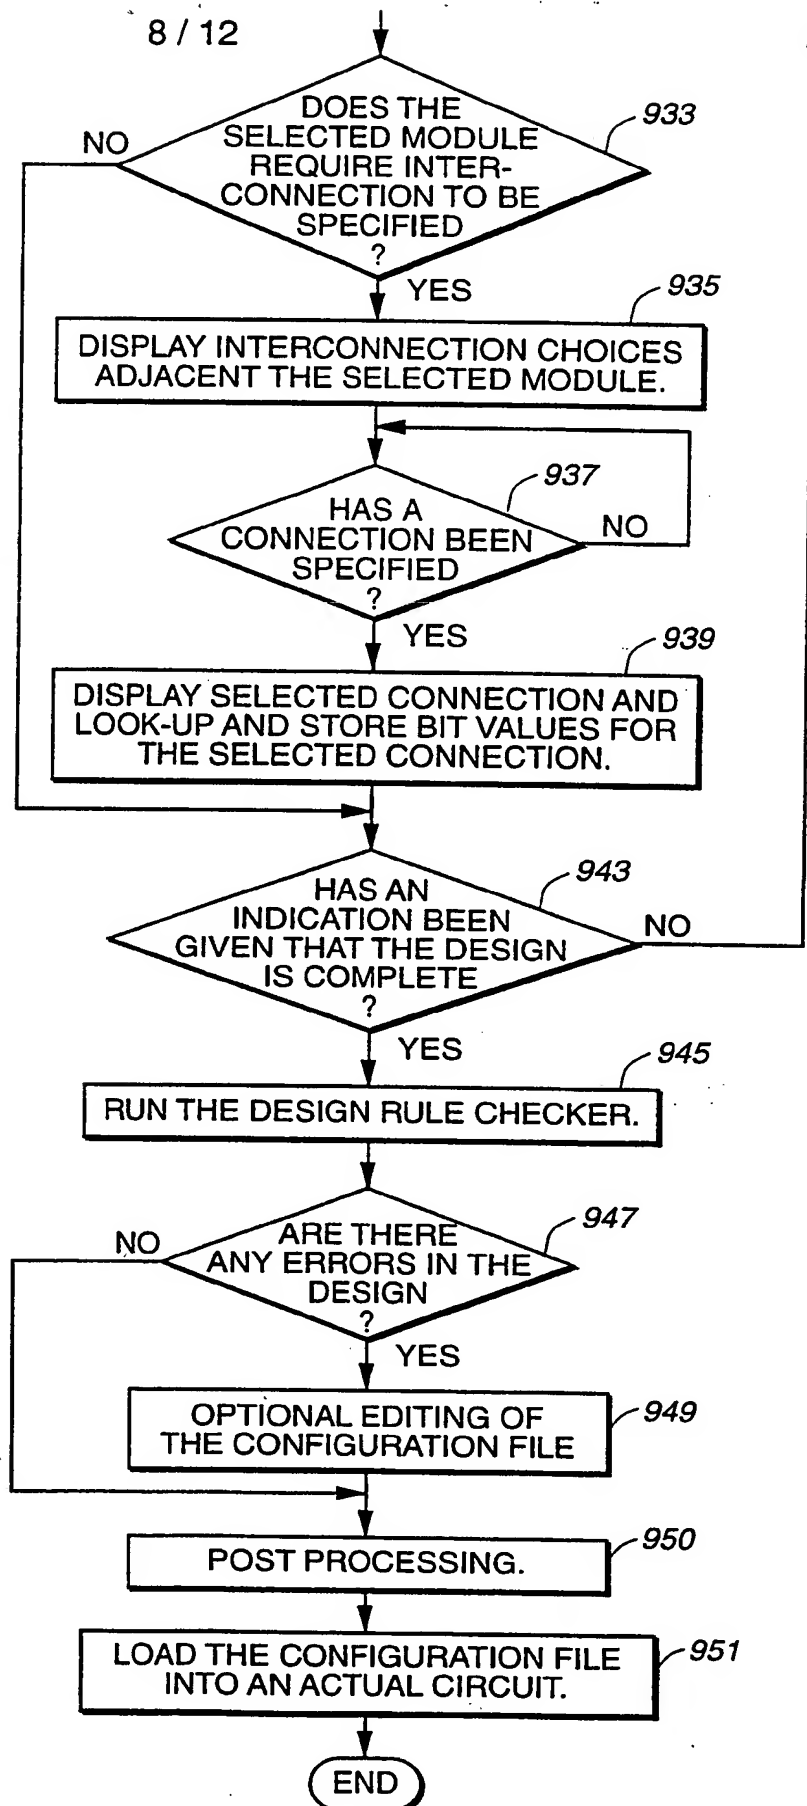 8 / 12
DOES THE
SELECTED MODULE
REQUIRE INTER-
CONNECTION TO BE
SPECIFIED
?
933
NO
YES
935
DISPLAY INTERCONNECTION CHOICES
ADJACENT THE SELECTED MODULE.
937
HAS A
CONNECTION BEEN
SPECIFIED
?
NO
YES
939
DISPLAY SELECTED CONNECTION AND
LOOK-UP AND STORE BIT VALUES FOR
THE SELECTED CONNECTION.
943
HAS AN
INDICATION BEEN
GIVEN THAT THE DESIGN
IS COMPLETE
?
NO
YES
945
RUN THE DESIGN RULE CHECKER.
947
NO
ARE THERE
ANY ERRORS IN THE
DESIGN
?
YES
OPTIONAL EDITING OF
THE CONFIGURATION FILE
949
POST PROCESSING.
950
LOAD THE CONFIGURATION FILE
INTO AN ACTUAL CIRCUIT.
951
END